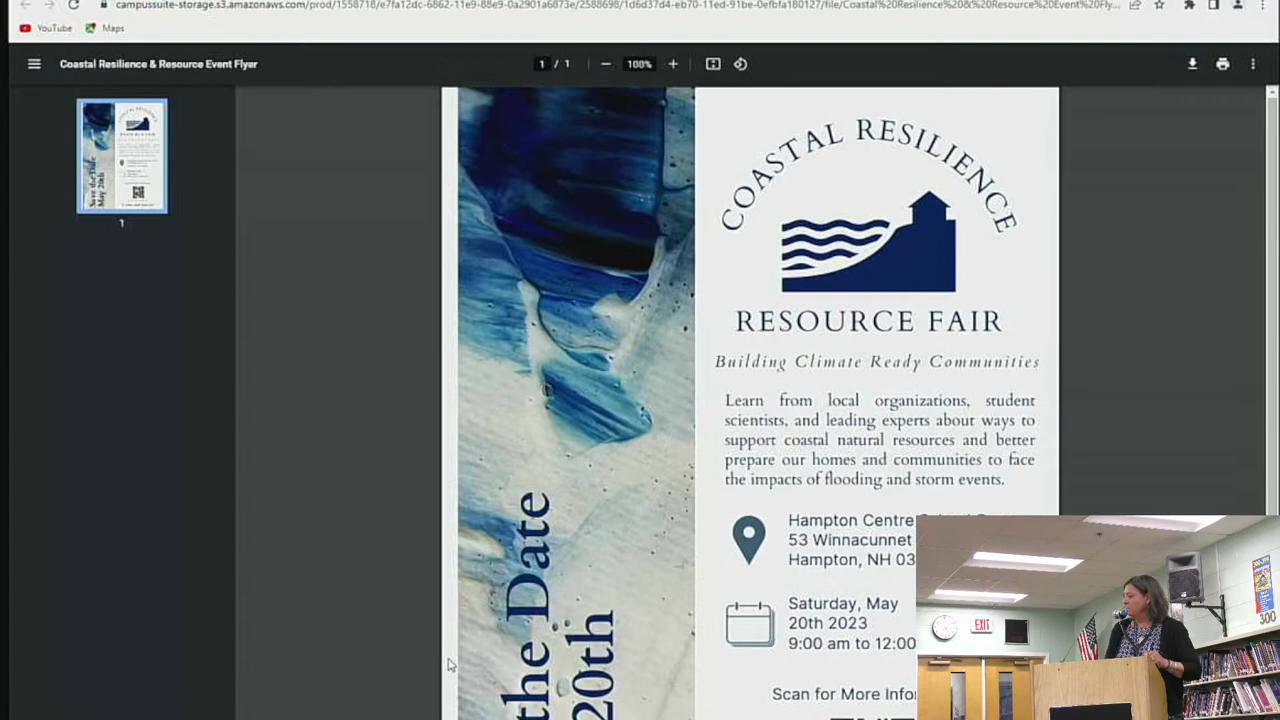 campussuite-storage.s3.amazonaws.com/prod/1558718/e7fa12dc-6862-11e9-88e9-0a2901a6873e/2588698/1d6d37d4-eb70-11ed-91be-0efbfa180127/file/Coastal%20Resilience%20&%20Resource%20Event%20Fly...
YouTube
Maps
Coastal Resilience & Resource Event Flyer
1 / 1
100%
1
COASTAL RESILIENCE
RESOURCE FAIR
Building Climate Ready Communities
Learn from local organizations, student
scientists, and leading experts about ways to
support coastal natural resources and better
prepare our homes and communities to face
the impacts of flooding and storm events.
Hampton Centre
53 Winnacunnet
Hampton, NH 03
Saturday, May
20th 2023
9:00 am to 12:00
Scan for More Info
the Date
20th
EXIT
300